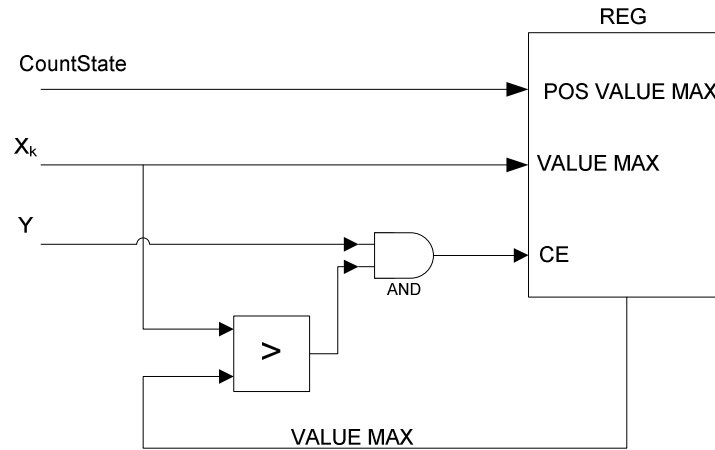 REG
CountState
POS VALUE MAX
Xk
VALUE MAX
Y
CE
AND
>
VALUE MAX